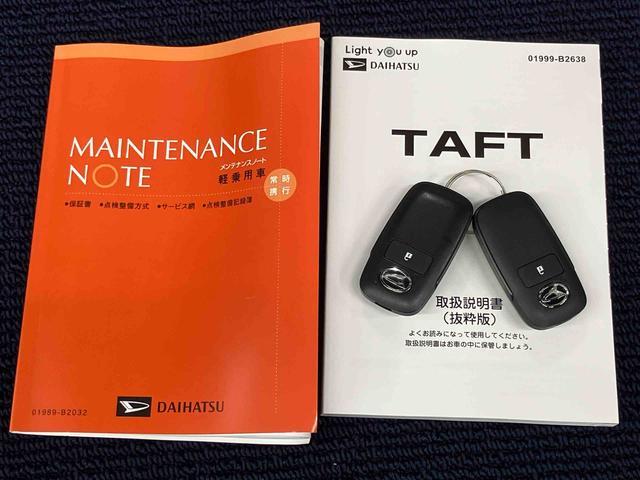 MAINTENANCE
NOTE
メンテナンスノート
軽乗用車
常時
携行
•保証書 •点検整備方式 •サービス網 •点検整備記録簿
01989-B2032
DAIHATSU
Light you up
DAIHATSU
01999-B2638
TAFT
取扱説明書
(抜粋版)
よくお読みになって使用してください。
取扱説明書はお車の中に保管しましょう。